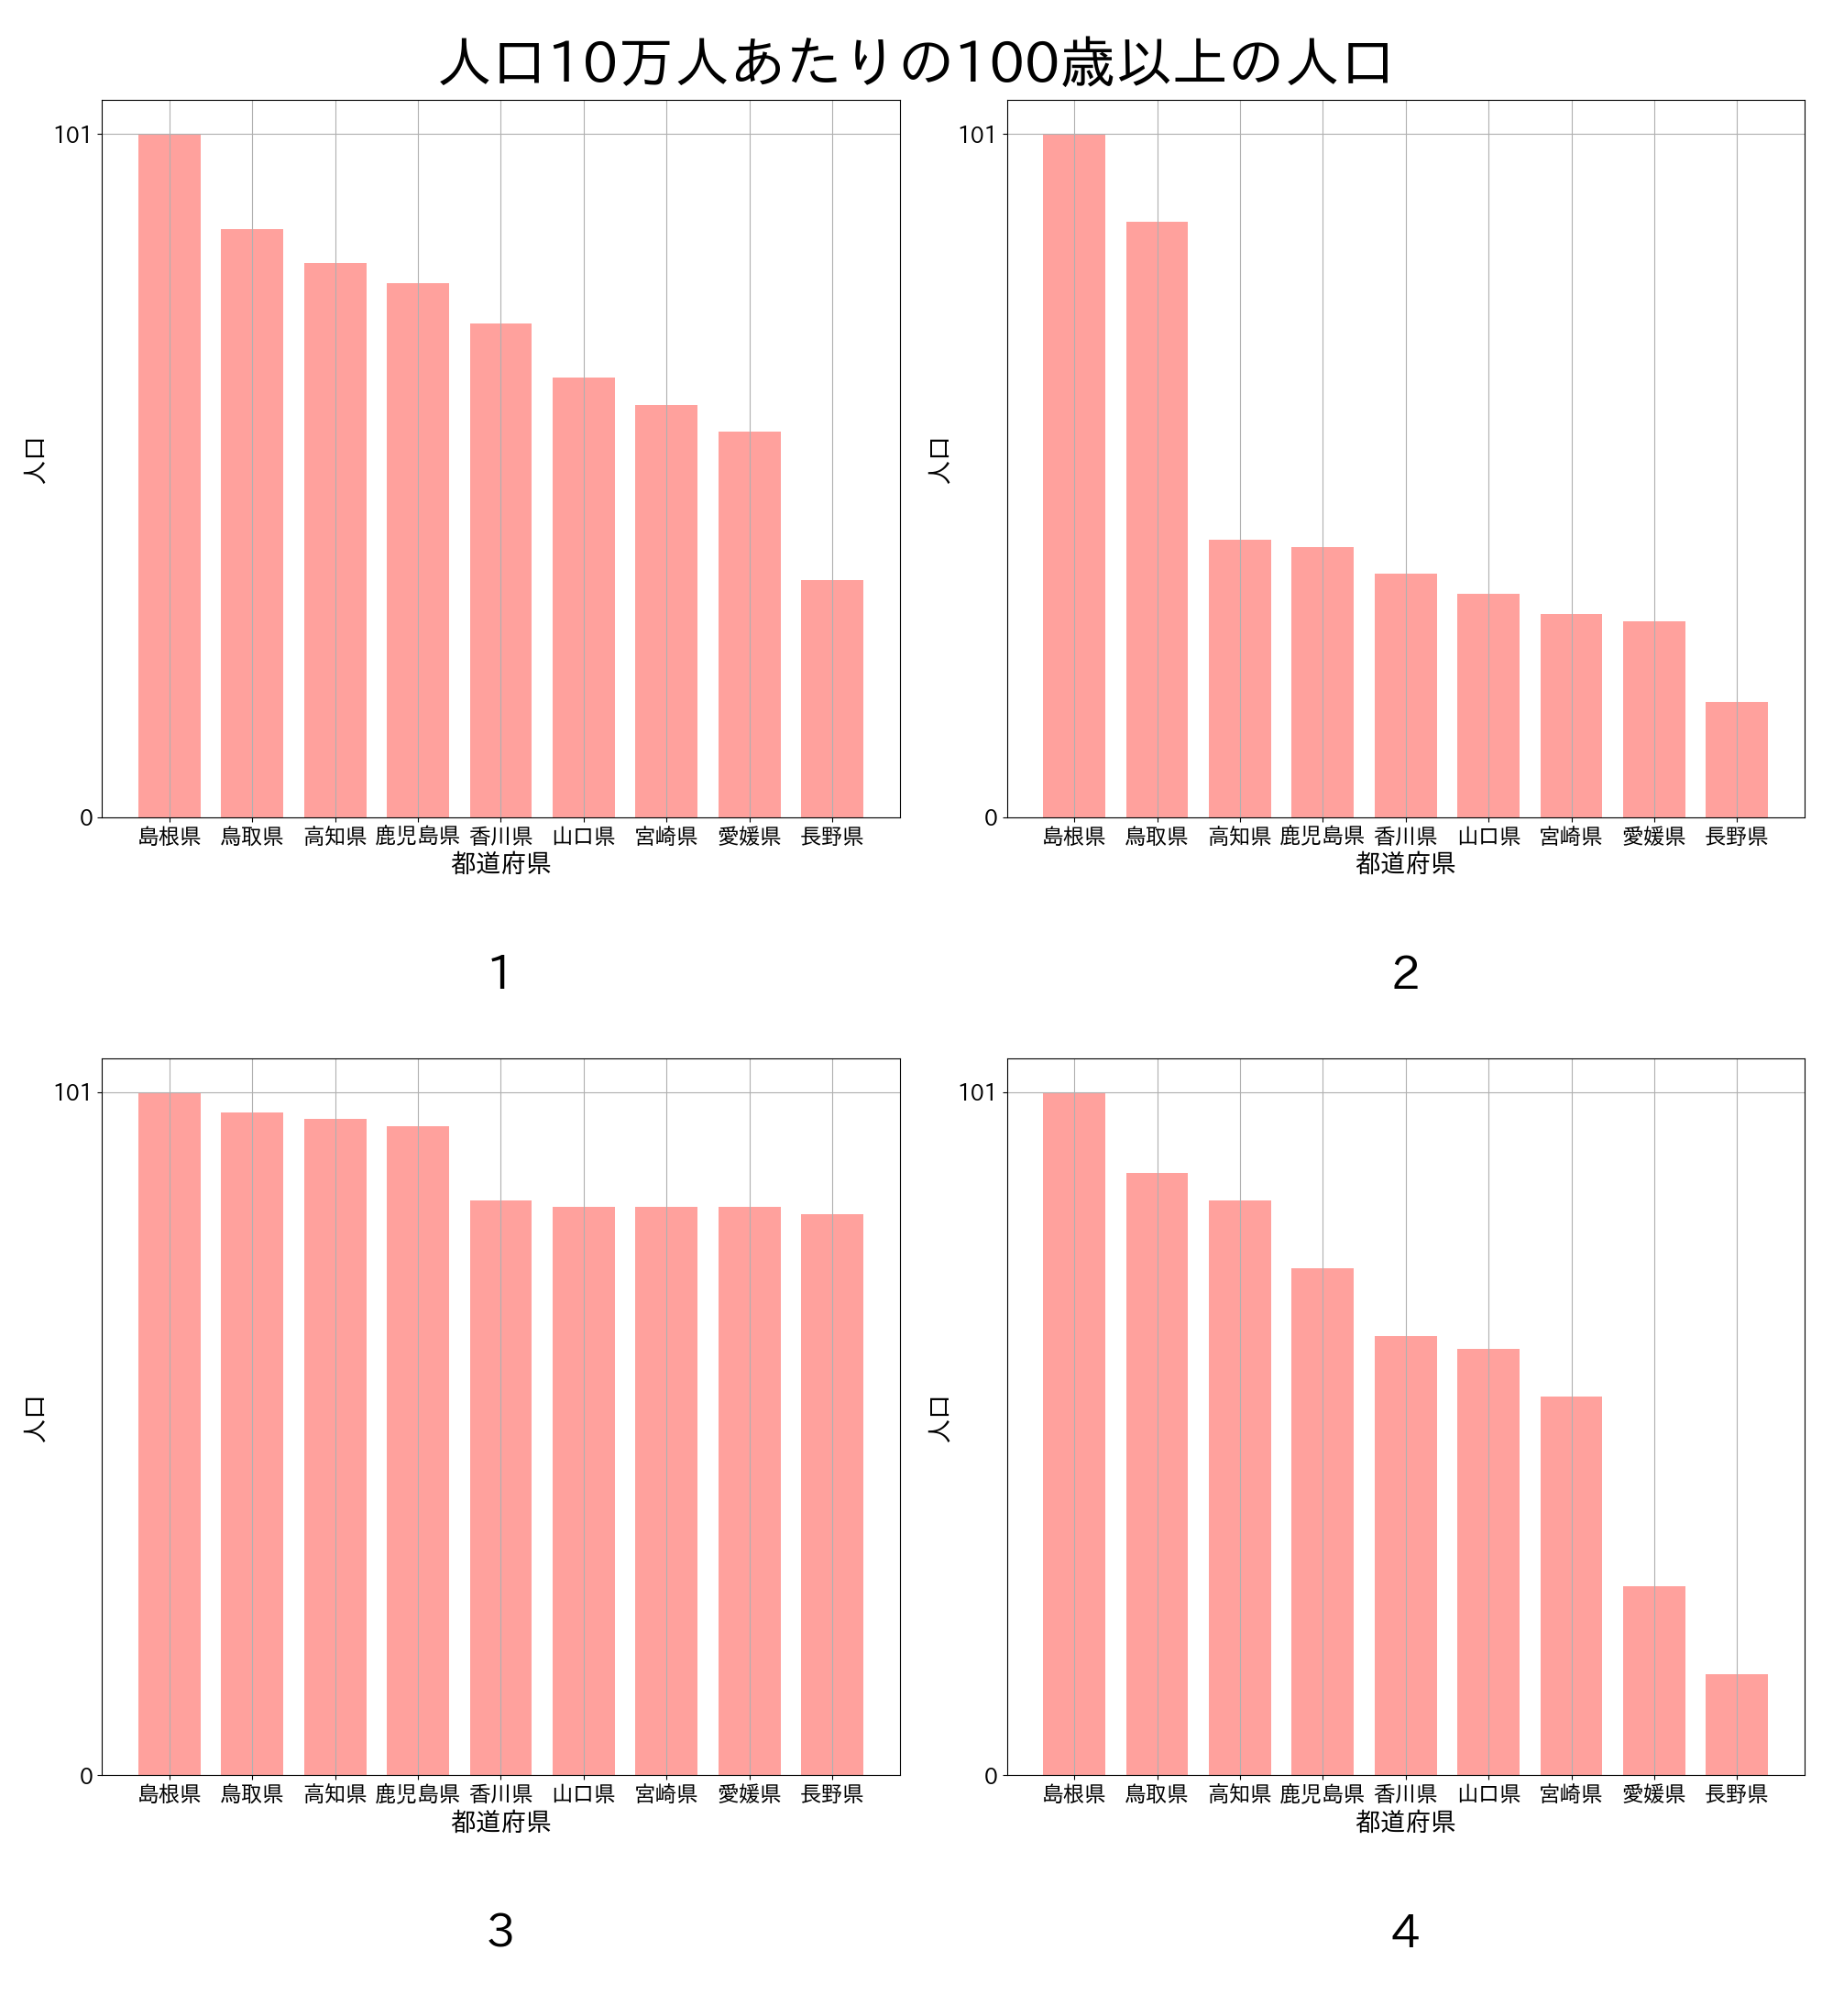 人口10万人あたりの100歳以上の人口
101
人口
0
島根県 鳥取県 高知県 鹿児島県 香川県 山口県 宮崎県 愛媛県 長野県
都道府県
1
101
人口
0
島根県 鳥取県 高知県 鹿児島県 香川県 山口県 宮崎県 愛媛県 長野県
都道府県
2
101
人口
0
島根県 鳥取県 高知県 鹿児島県 香川県 山口県 宮崎県 愛媛県 長野県
都道府県
3
101
人口
0
島根県 鳥取県 高知県 鹿児島県 香川県 山口県 宮崎県 愛媛県 長野県
都道府県
4